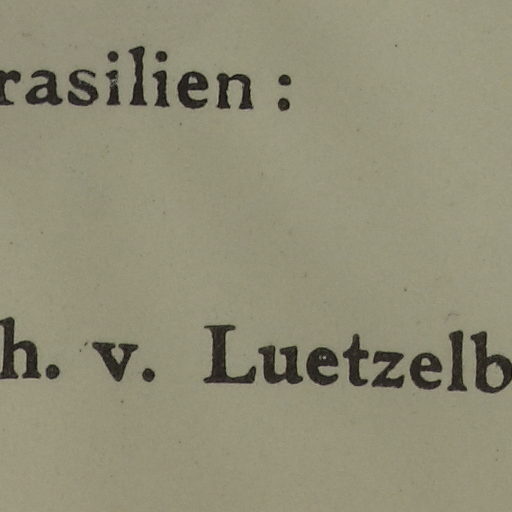 rasilien:
h. v. Luetzelb